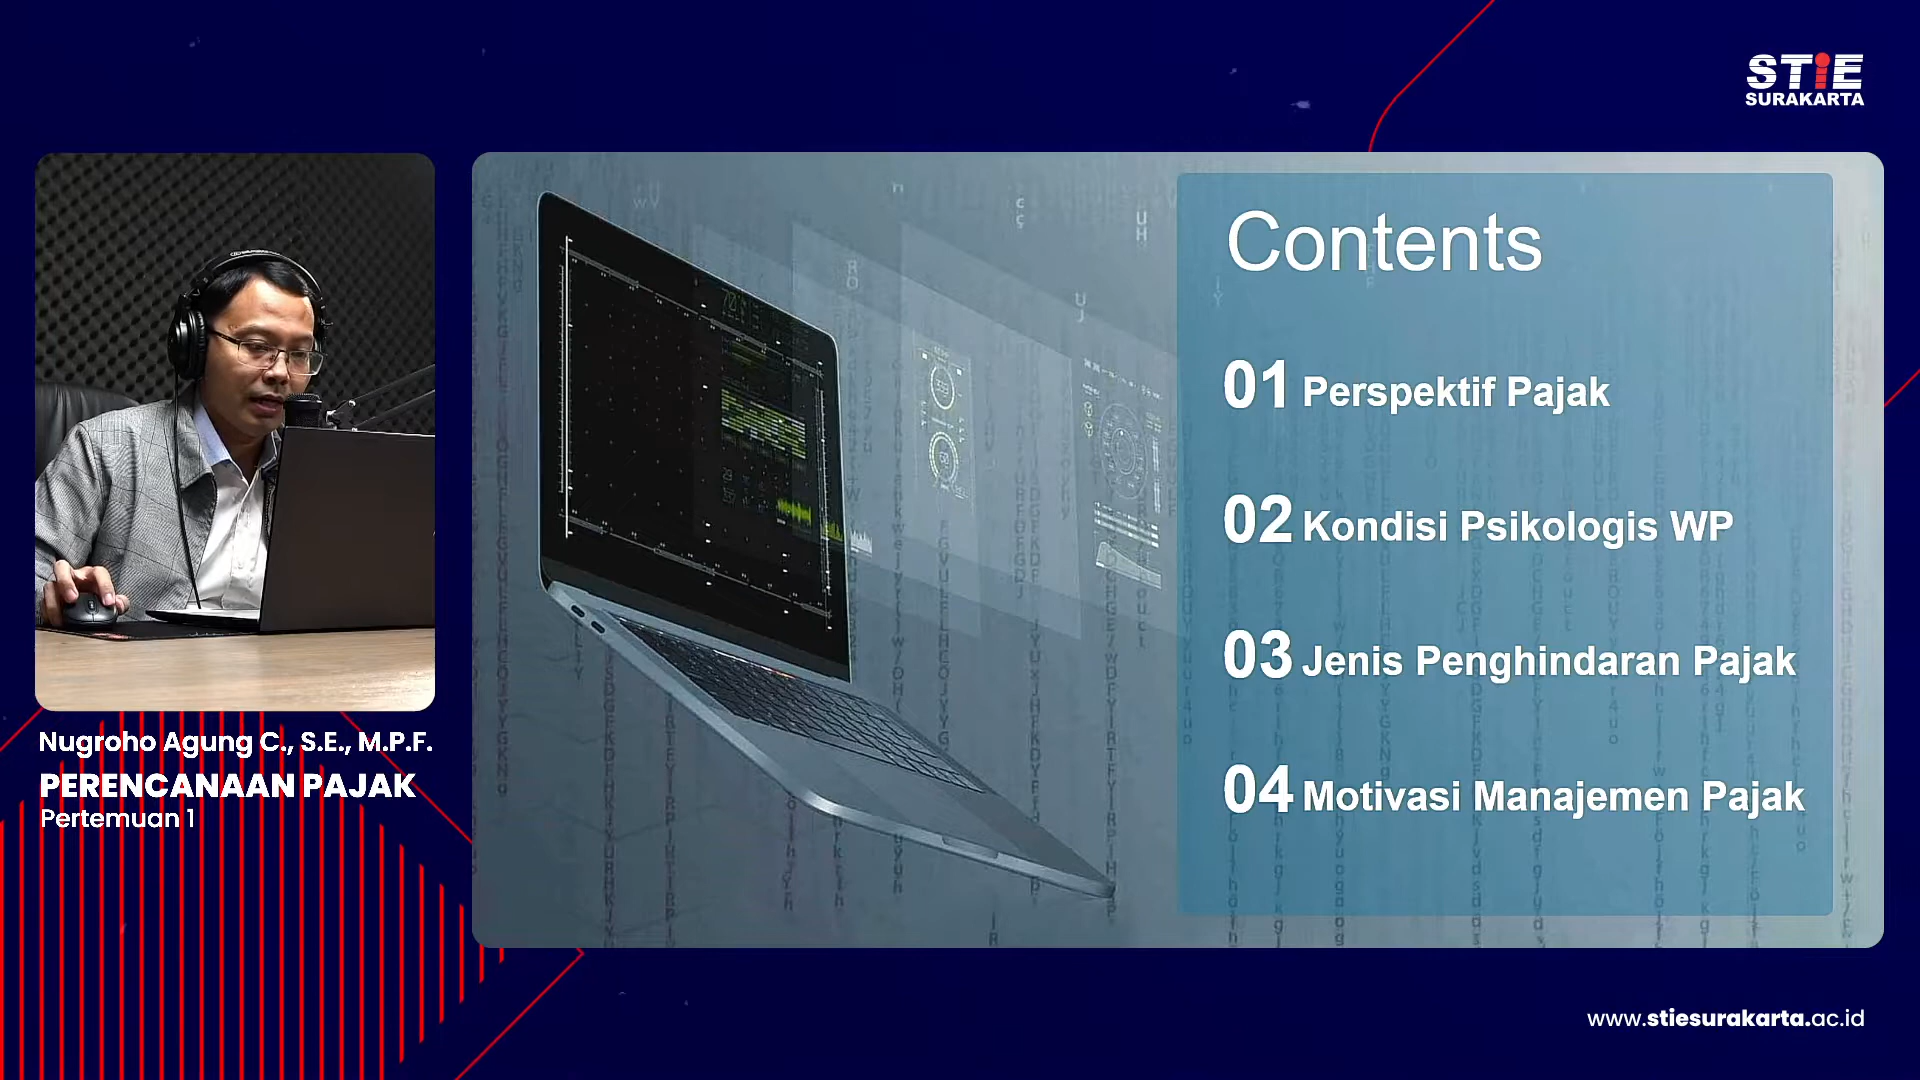 STiE
SURAKARTA
Contents
01 Perspektif Pajak
02 Kondisi Psikologis WP
03 Jenis Penghindaran Pajak
04 Motivasi Manajemen Pajak
Nugroho Agung C., S.E., M.P.F.
PERENCANAAN PAJAK
Pertemuan 1
www.stiesurakarta.ac.id